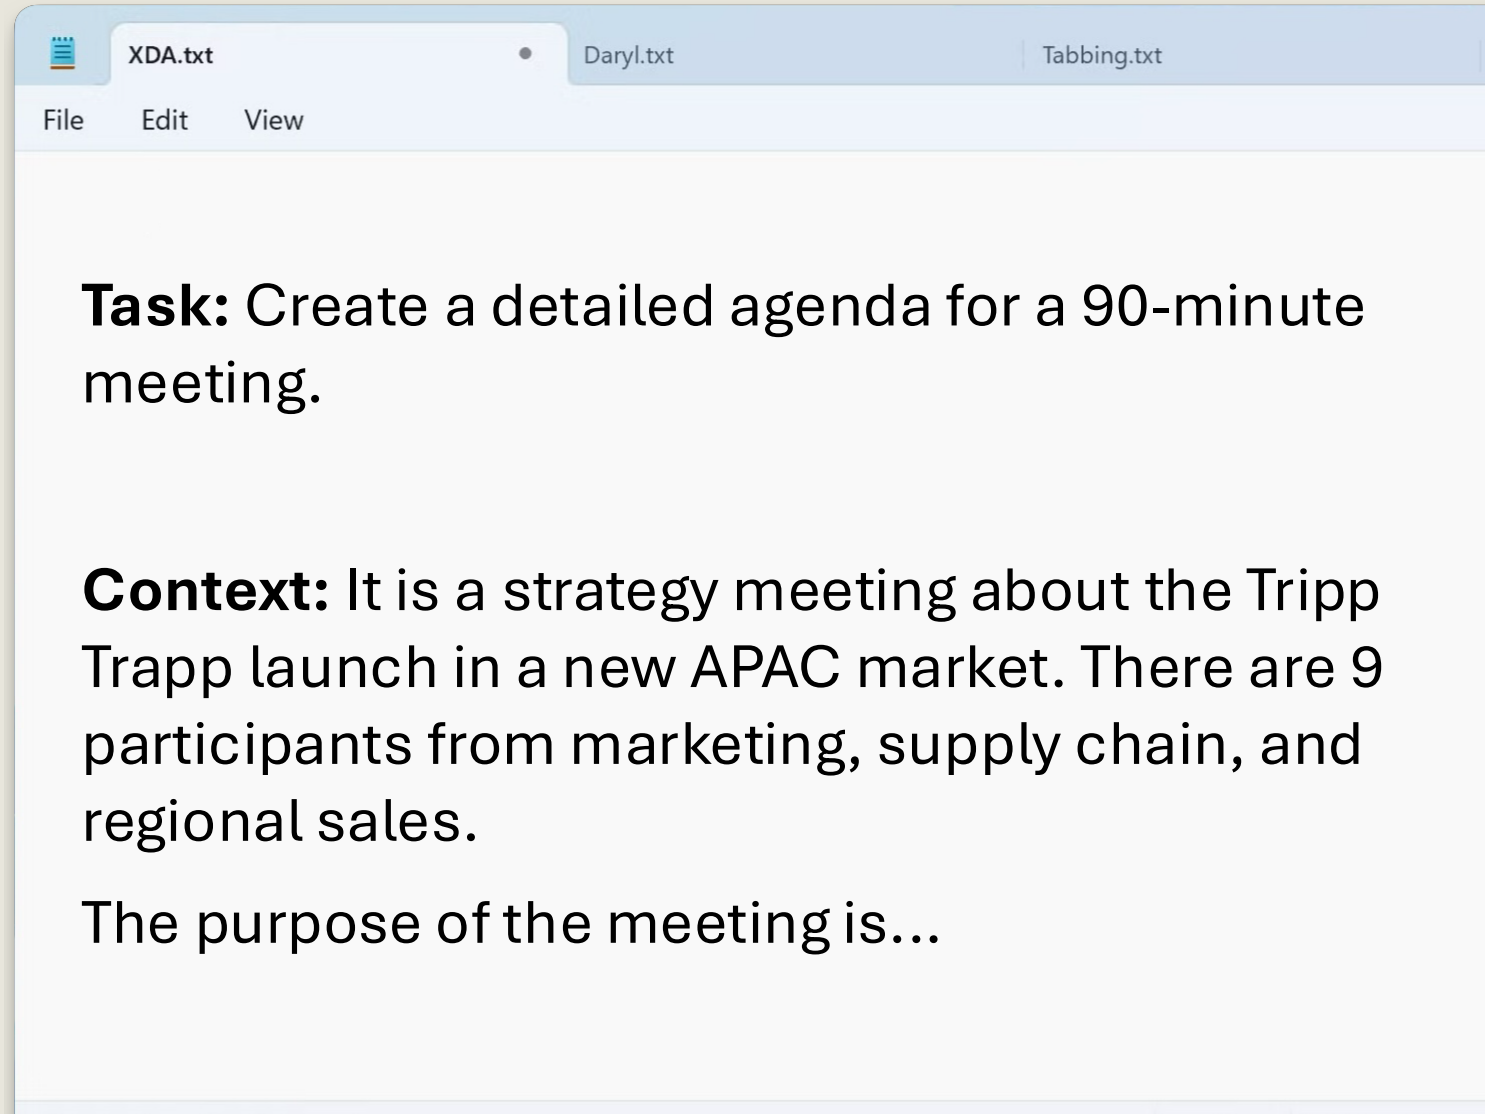 XDA.txt
Daryl.txt
Tabbing.txt
File
Edit
View
Task: Create a detailed agenda for a 90-minute
meeting.
Context: It is a strategy meeting about the Tripp
Trapp launch in a new APAC market. There are 9
participants from marketing, supply chain, and
regional sales.
The purpose of the meeting is...